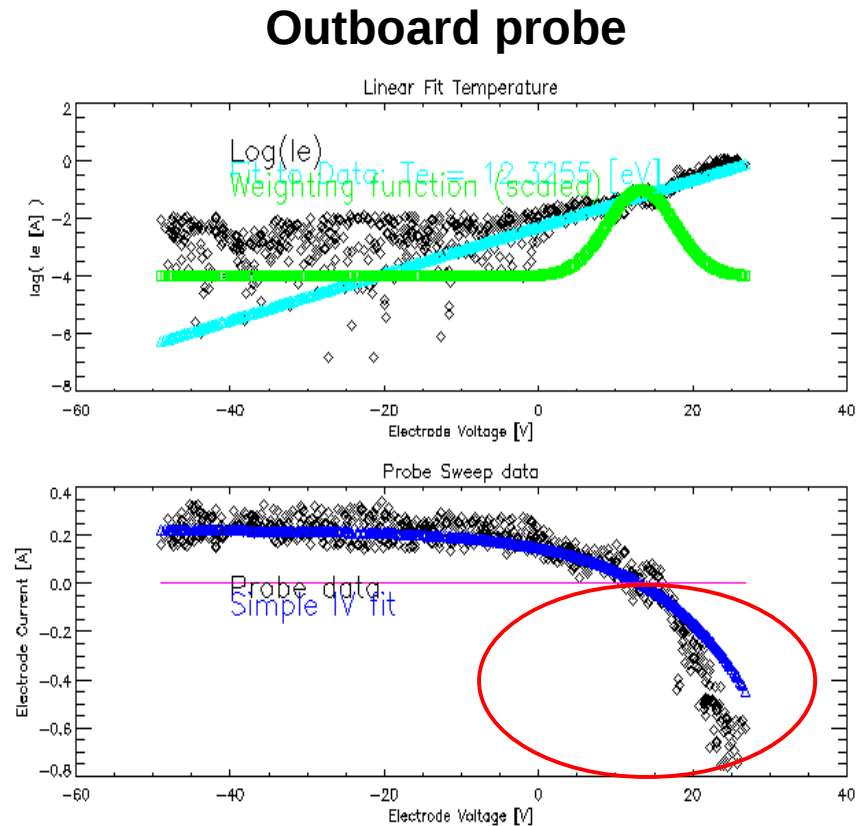 Outboard probe
Linear Fit Temperature
2
0
-2
-4
-6
-8
log( Ie [A] )
Log(Ie)
Fit to Data: Te = 12.3255 [eV]
Weighting function (scaled)
-60 -40 -20 0 20 40
Electrode Voltage [V]
Probe Sweep data
0.4
0.2
0.0
-0.2
-0.4
-0.6
-0.8
Electrode Current [A]
Probe data
Simple IV fit
-60 -40 -20 0 20 40
Electrode Voltage [V]